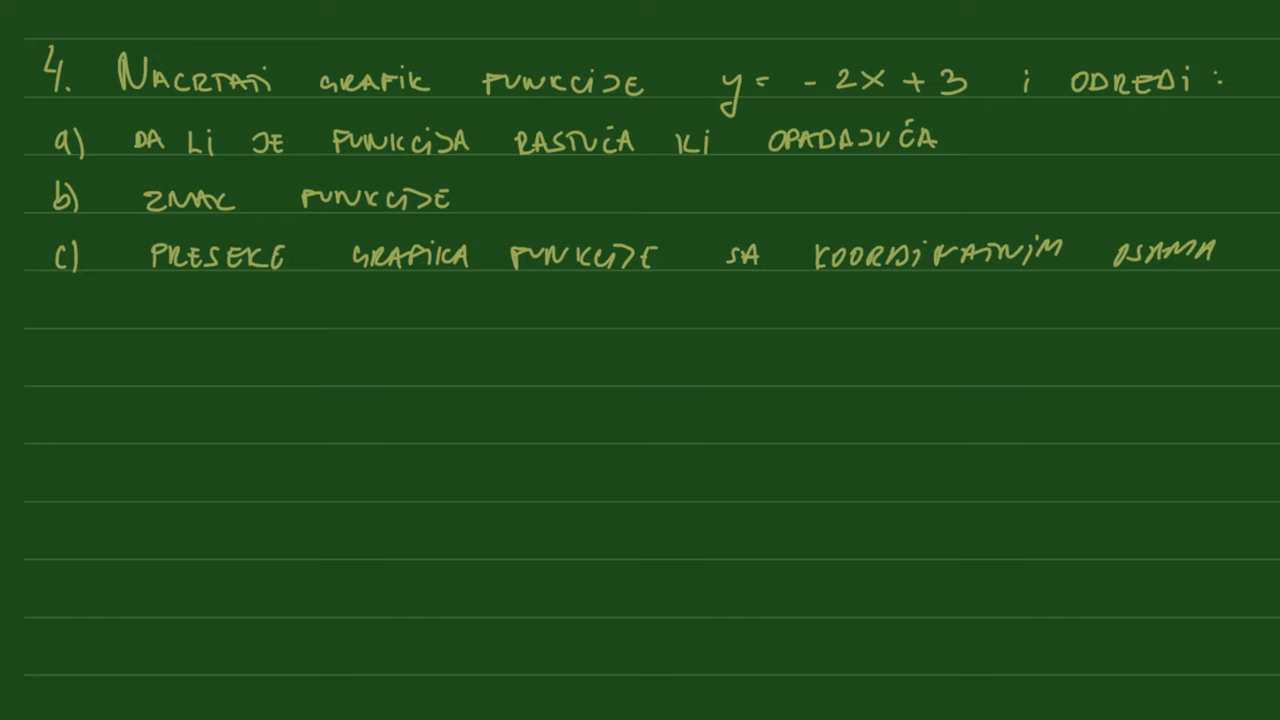 4. NACRTATI GRAFIK FUNKCIJE y = -2x + 3 i ODREDI :
a) DA LI JE FUNKCIJA RASTUĆA ILI OPADAJUĆA
b) ZNAK FUNKCIJE
c) PRESEKE GRAFIKA FUNKCIJE SA KOORDINATNIM OSAMA